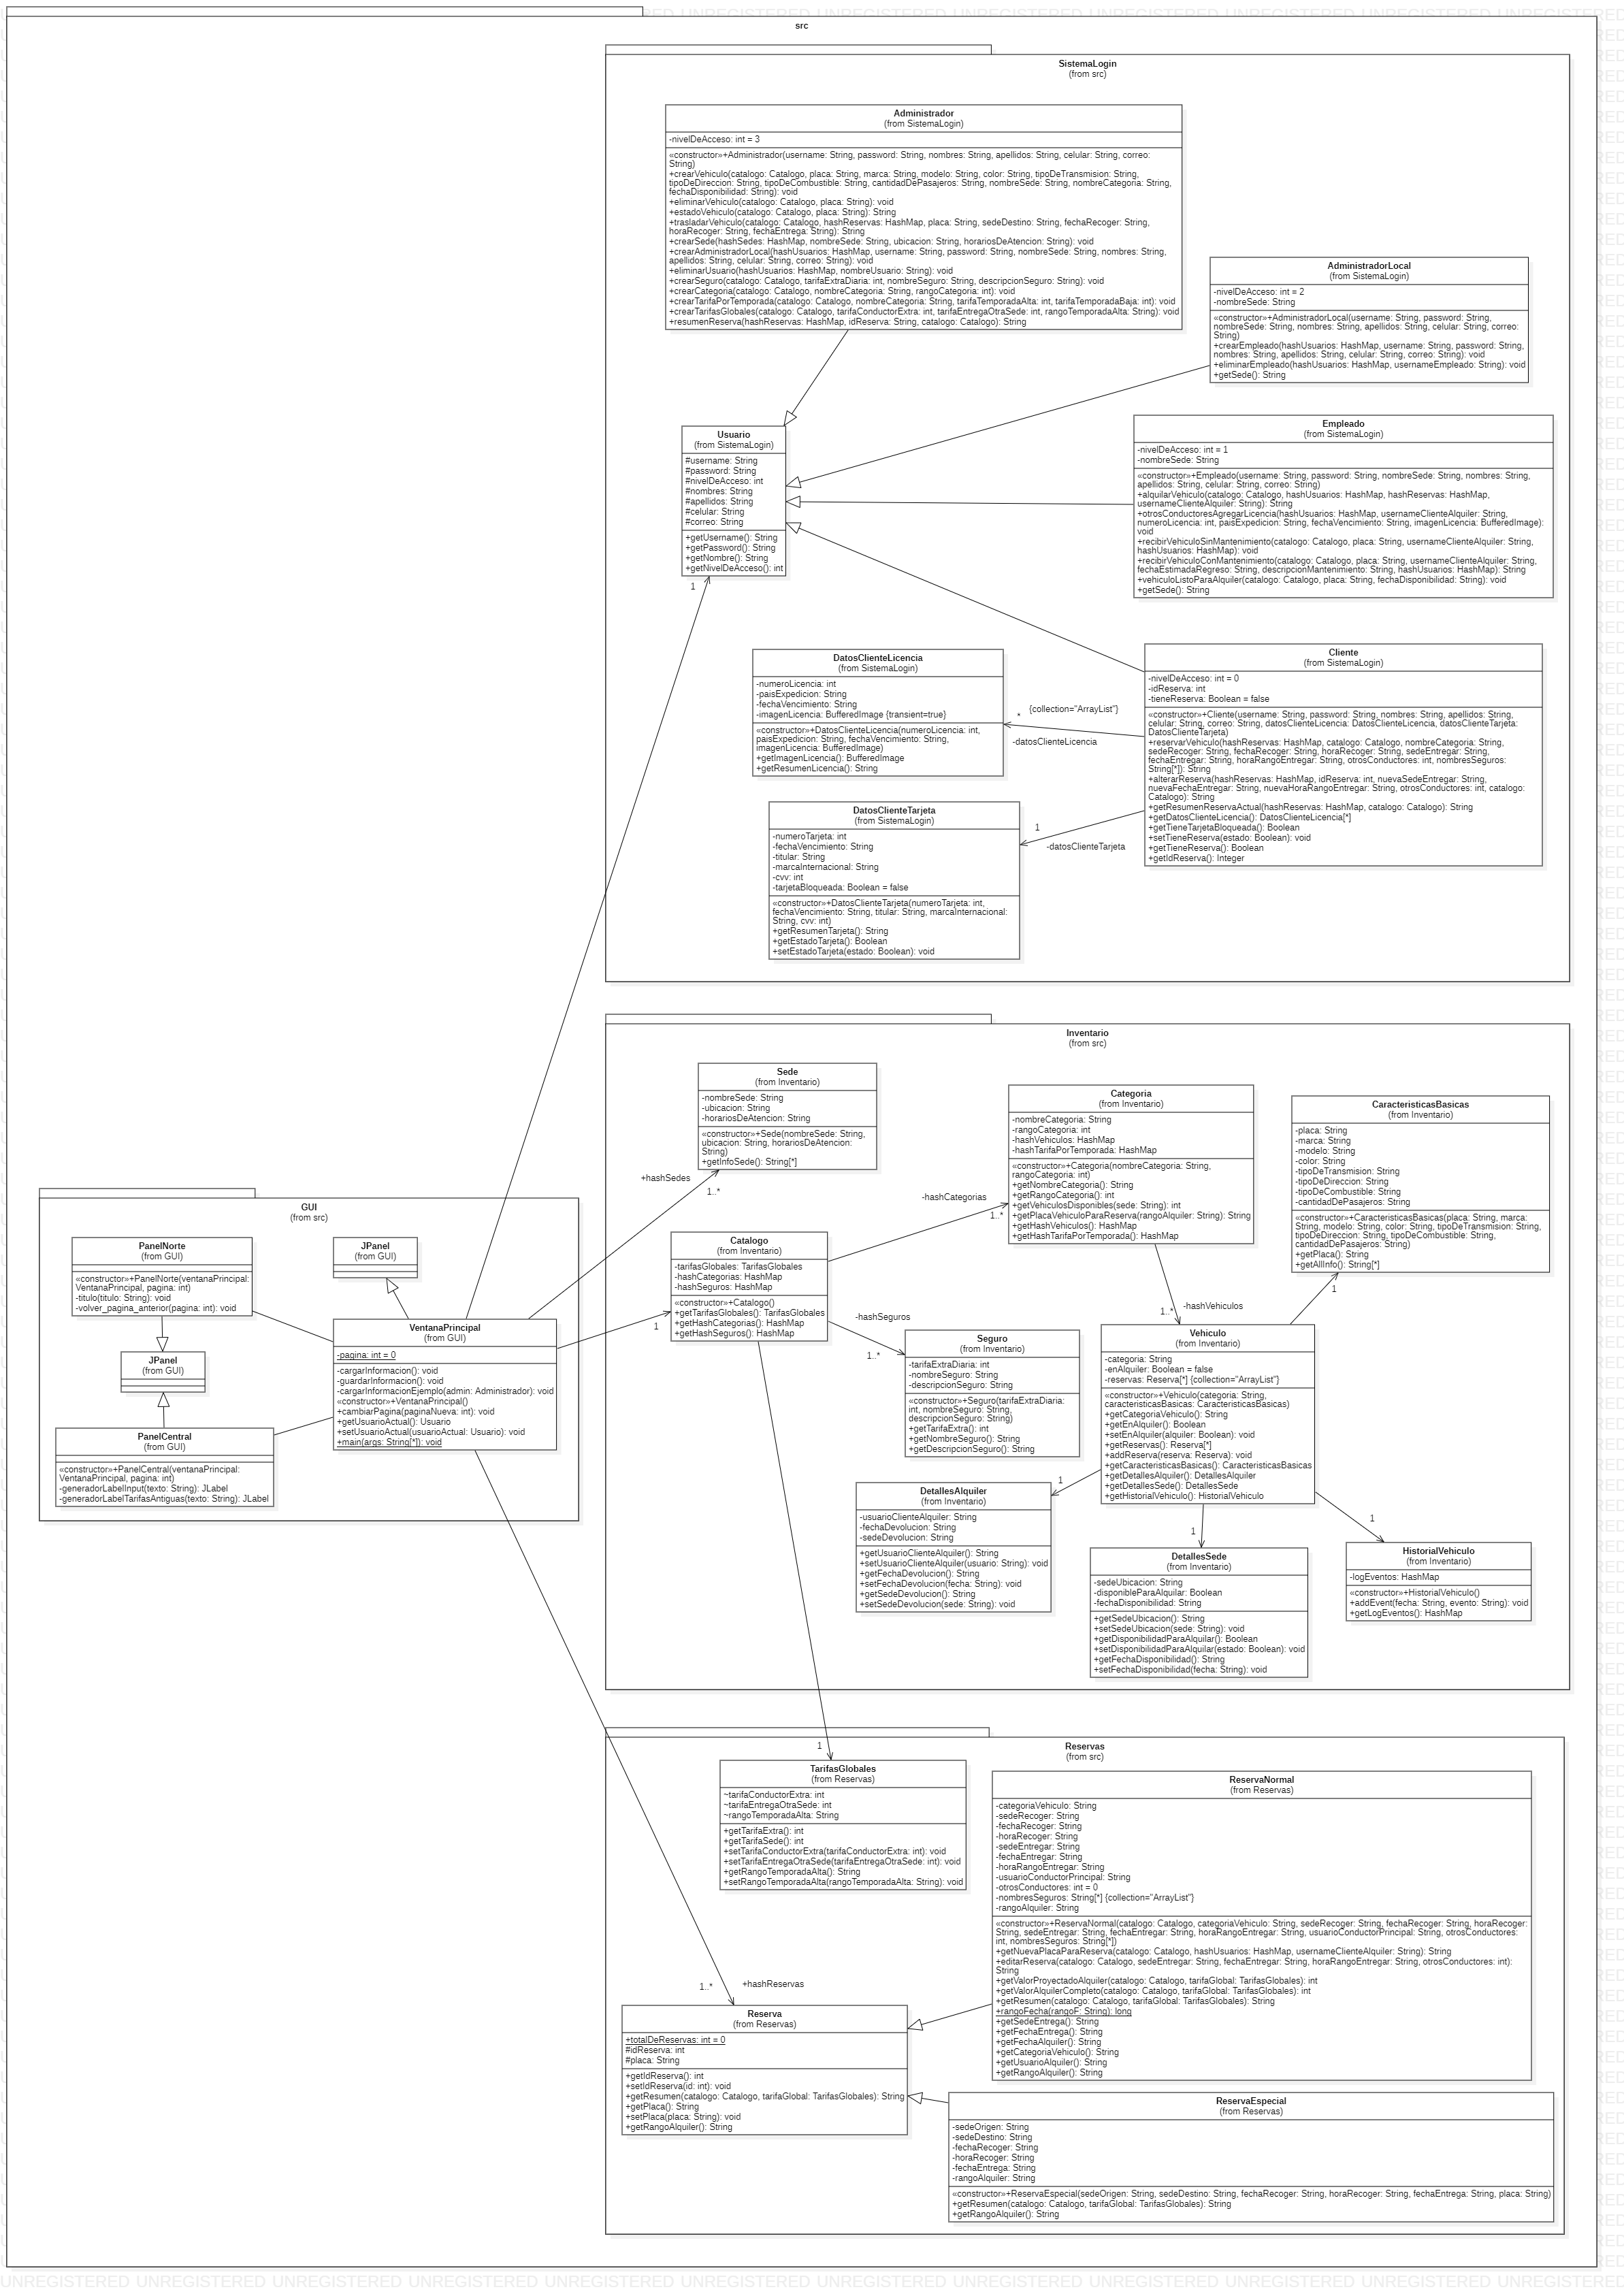 src
SistemaLogin
(from src)
Administrador
(from SistemaLogin)
-nivelDeAcceso: int = 3
«constructor»+Administrador(username: String, password: String, nombres: String, apellidos: String, celular: String, correo:
String)
+crearVehiculo(catalogo: Catalogo, placa: String, marca: String, modelo: String, color: String, tipoDeTransmision: String,
tipoDeDireccion: String, tipoDeCombustible: String, cantidadDePasajeros: String, nombreSede: String, nombreCategoria: String,
fechaDisponibilidad: String): void
+eliminarVehiculo(catalogo: Catalogo, placa: String): void
+estadoVehiculo(catalogo: Catalogo, placa: String): String
+trasladarVehiculo(catalogo: Catalogo, hashReservas: HashMap, placa: String, sedeDestino: String, fechaRecoger: String,
horaRecoger: String, fechaEntrega: String): String
+crearSede(hashSedes: HashMap, nombreSede: String, ubicacion: String, horariosDeAtencion: String): void
+crearAdministradorLocal(hashUsuarios: HashMap, username: String, password: String, nombreSede: String, nombres: String,
apellidos: String, celular: String, correo: String): void
+eliminarUsuario(hashUsuarios: HashMap, nombreUsuario: String): void
+crearSeguro(catalogo: Catalogo, tarifaExtraDiaria: int, nombreSeguro: String, descripcionSeguro: String): void
+crearCategoria(catalogo: Catalogo, nombreCategoria: String, rangoCategoria: int): void
+crearTarifaPorTemporada(catalogo: Catalogo, nombreCategoria: String, tarifaTemporadaAlta: int, tarifaTemporadaBaja: int): void
+crearTarifasGlobales(catalogo: Catalogo, tarifaConductorExtra: int, tarifaEntregaOtraSede: int, rangoTemporadaAlta: String): void
+resumenReserva(hashReservas: HashMap, idReserva: String, catalogo: Catalogo): String
AdministradorLocal
(from SistemaLogin)
-nivelDeAcceso: int = 2
-nombreSede: String
«constructor»+AdministradorLocal(username: String, password: String,
nombreSede: String, nombres: String, apellidos: String, celular: String, correo:
String)
+crearEmpleado(hashUsuarios: HashMap, username: String, password: String,
nombres: String, apellidos: String, celular: String, correo: String): void
+eliminarEmpleado(hashUsuarios: HashMap, usernameEmpleado: String): void
+getSede(): String
Usuario
(from SistemaLogin)
#username: String
#password: String
#nivelDeAcceso: int
#nombres: String
#apellidos: String
#celular: String
#correo: String
+getUsername(): String
+getPassword(): String
+getNombre(): String
+getNivelDeAcceso(): int
1
Empleado
(from SistemaLogin)
-nivelDeAcceso: int = 1
-nombreSede: String
«constructor»+Empleado(username: String, password: String, nombreSede: String, nombres: String,
apellidos: String, celular: String, correo: String)
+alquilarVehiculo(catalogo: Catalogo, hashUsuarios: HashMap, hashReservas: HashMap,
usernameClienteAlquiler: String): String
+otrosConductoresAgregarLicencia(hashUsuarios: HashMap, usernameClienteAlquiler: String,
numeroLicencia: int, paisExpedicion: String, fechaVencimiento: String, imagenLicencia: BufferedImage):
void
+recibirVehiculoSinMantenimiento(catalogo: Catalogo, placa: String, usernameClienteAlquiler: String,
hashUsuarios: HashMap): void
+recibirVehiculoConMantenimiento(catalogo: Catalogo, placa: String, usernameClienteAlquiler: String,
fechaEstimadaRegreso: String, descripcionMantenimiento: String, hashUsuarios: HashMap): String
+vehiculoListoParaAlquiler(catalogo: Catalogo, placa: String, fechaDisponibilidad: String): void
+getSede(): String
DatosClienteLicencia
(from SistemaLogin)
-numeroLicencia: int
-paisExpedicion: String
-fechaVencimiento: String
-imagenLicencia: BufferedImage {transient=true}
«constructor»+DatosClienteLicencia(numeroLicencia: int,
paisExpedicion: String, fechaVencimiento: String,
imagenLicencia: BufferedImage)
+getImagenLicencia(): BufferedImage
+getResumenLicencia(): String
{collection="ArrayList"}
*
-datosClienteLicencia
Cliente
(from SistemaLogin)
-nivelDeAcceso: int = 0
-idReserva: int
-tieneReserva: Boolean = false
«constructor»+Cliente(username: String, password: String, nombres: String, apellidos: String,
celular: String, correo: String, datosClienteLicencia: DatosClienteLicencia, datosClienteTarjeta:
DatosClienteTarjeta)
+reservarVehiculo(hashReservas: HashMap, catalogo: Catalogo, nombreCategoria: String,
sedeRecoger: String, fechaRecoger: String, horaRecoger: String, sedeEntregar: String,
fechaEntregar: String, horaRangoEntregar: String, otrosConductores: int, nombresSeguros:
String[*]): String
+alterarReserva(hashReservas: HashMap, idReserva: int, nuevaSedeEntregar: String,
nuevaFechaEntregar: String, nuevaHoraRangoEntregar: String, otrosConductores: int, catalogo:
Catalogo): String
+getResumenReservaActual(hashReservas: HashMap, catalogo: Catalogo): String
+getDatosClienteLicencia(): DatosClienteLicencia[*]
+getTieneTarjetaBloqueada(): Boolean
+setTieneReserva(estado: Boolean): void
+getTieneReserva(): Boolean
+getIdReserva(): Integer
DatosClienteTarjeta
(from SistemaLogin)
-numeroTarjeta: int
-fechaVencimiento: String
-titular: String
-marcaInternacional: String
-cvv: int
-tarjetaBloqueada: Boolean = false
«constructor»+DatosClienteTarjeta(numeroTarjeta: int,
fechaVencimiento: String, titular: String, marcaInternacional:
String, cvv: int)
+getResumenTarjeta(): String
+getEstadoTarjeta(): Boolean
+setEstadoTarjeta(estado: Boolean): void
1
-datosClienteTarjeta
Inventario
(from src)
Sede
(from Inventario)
-nombreSede: String
-ubicacion: String
-horariosDeAtencion: String
«constructor»+Sede(nombreSede: String,
ubicacion: String, horariosDeAtencion:
String)
+getInfoSede(): String[*]
+hashSedes
1..*
Categoria
(from Inventario)
-nombreCategoria: String
-rangoCategoria: int
-hashVehiculos: HashMap
-hashTarifaPorTemporada: HashMap
«constructor»+Categoria(nombreCategoria: String,
rangoCategoria: int)
+getNombreCategoria(): String
+getRangoCategoria(): int
+getVehiculosDisponibles(sede: String): int
+getPlacaVehiculoParaReserva(rangoAlquiler: String): String
+getHashVehiculos(): HashMap
+getHashTarifaPorTemporada(): HashMap
-hashCategorias
1..*
CaracteristicasBasicas
(from Inventario)
-placa: String
-marca: String
-modelo: String
-color: String
-tipoDeTransmision: String
-tipoDeDireccion: String
-tipoDeCombustible: String
-cantidadDePasajeros: String
«constructor»+CaracteristicasBasicas(placa: String, marca:
String, modelo: String, color: String, tipoDeTransmision: String,
tipoDeDireccion: String, tipoDeCombustible: String,
cantidadDePasajeros: String)
+getPlaca(): String
+getAllInfo(): String[*]
1
Catalogo
(from Inventario)
-tarifasGlobales: TarifasGlobales
-hashCategorias: HashMap
-hashSeguros: HashMap
«constructor»+Catalogo()
+getTarifasGlobales(): TarifasGlobales
+getHashCategorias(): HashMap
+getHashSeguros(): HashMap
1
-hashSeguros
1..*
Seguro
(from Inventario)
-tarifaExtraDiaria: int
-nombreSeguro: String
-descripcionSeguro: String
«constructor»+Seguro(tarifaExtraDiaria:
int, nombreSeguro: String,
descripcionSeguro: String)
+getTarifaExtra(): int
+getNombreSeguro(): String
+getDescripcionSeguro(): String
1..*
-hashVehiculos
Vehiculo
(from Inventario)
-categoria: String
-enAlquiler: Boolean = false
-reservas: Reserva[*] {collection="ArrayList"}
«constructor»+Vehiculo(categoria: String,
caracteristicasBasicas: CaracteristicasBasicas)
+getCategoriaVehiculo(): String
+getEnAlquiler(): Boolean
+setEnAlquiler(alquiler: Boolean): void
+getReservas(): Reserva[*]
+addReserva(reserva: Reserva): void
+getCaracteristicasBasicas(): CaracteristicasBasicas
+getDetallesAlquiler(): DetallesAlquiler
+getDetallesSede(): DetallesSede
+getHistorialVehiculo(): HistorialVehiculo
1
DetallesAlquiler
(from Inventario)
-usuarioClienteAlquiler: String
-fechaDevolucion: String
-sedeDevolucion: String
+getUsuarioClienteAlquiler(): String
+setUsuarioClienteAlquiler(usuario: String): void
+getFechaDevolucion(): String
+setFechaDevolucion(fecha: String): void
+getSedeDevolucion(): String
+setSedeDevolucion(sede: String): void
1
DetallesSede
(from Inventario)
-sedeUbicacion: String
-disponibleParaAlquilar: Boolean
-fechaDisponibilidad: String
+getSedeUbicacion(): String
+setSedeUbicacion(sede: String): void
+getDisponibilidadParaAlquilar(): Boolean
+setDisponibilidadParaAlquilar(estado: Boolean): void
+getFechaDisponibilidad(): String
+setFechaDisponibilidad(fecha: String): void
1
HistorialVehiculo
(from Inventario)
-logEventos: HashMap
«constructor»+HistorialVehiculo()
+addEvent(fecha: String, evento: String): void
+getLogEventos(): HashMap
GUI
(from src)
PanelNorte
(from GUI)
«constructor»+PanelNorte(ventanaPrincipal:
VentanaPrincipal, pagina: int)
-titulo(titulo: String): void
-volver_pagina_anterior(pagina: int): void
JPanel
(from GUI)
JPanel
(from GUI)
VentanaPrincipal
(from GUI)
-pagina: int = 0
-cargarInformacion(): void
-guardarInformacion(): void
-cargarInformacionEjemplo(admin: Administrador): void
«constructor»+VentanaPrincipal()
+cambiarPagina(paginaNueva: int): void
+getUsuarioActual(): Usuario
+setUsuarioActual(usuarioActual: Usuario): void
+main(args: String[*]): void
PanelCentral
(from GUI)
«constructor»+PanelCentral(ventanaPrincipal:
VentanaPrincipal, pagina: int)
-generadorLabelInput(texto: String): JLabel
-generadorLabelTarifasAntiguas(texto: String): JLabel
Reservas
(from src)
1
TarifasGlobales
(from Reservas)
~tarifaConductorExtra: int
~tarifaEntregaOtraSede: int
~rangoTemporadaAlta: String
+getTarifaExtra(): int
+getTarifaSede(): int
+setTarifaConductorExtra(tarifaConductorExtra: int): void
+setTarifaEntregaOtraSede(tarifaEntregaOtraSede: int): void
+getRangoTemporadaAlta(): String
+setRangoTemporadaAlta(rangoTemporadaAlta: String): void
ReservaNormal
(from Reservas)
-categoriaVehiculo: String
-sedeRecoger: String
-fechaRecoger: String
-horaRecoger: String
-sedeEntregar: String
-fechaEntregar: String
-horaRangoEntregar: String
-usuarioConductorPrincipal: String
-otrosConductores: int = 0
-nombresSeguros: String[*] {collection="ArrayList"}
-rangoAlquiler: String
«constructor»+ReservaNormal(catalogo: Catalogo, categoriaVehiculo: String, sedeRecoger: String, fechaRecoger: String, horaRecoger:
String, sedeEntregar: String, fechaEntregar: String, horaRangoEntregar: String, usuarioConductorPrincipal: String, otrosConductores:
int, nombresSeguros: String[*])
+getNuevaPlacaParaReserva(catalogo: Catalogo, hashUsuarios: HashMap, usernameClienteAlquiler: String): String
+editarReserva(catalogo: Catalogo, sedeEntregar: String, fechaEntregar: String, horaRangoEntregar: String, otrosConductores: int):
String
+getValorProyectadoAlquiler(catalogo: Catalogo, tarifaGlobal: TarifasGlobales): int
+getValorAlquilerCompleto(catalogo: Catalogo, tarifaGlobal: TarifasGlobales): int
+getResumen(catalogo: Catalogo, tarifaGlobal: TarifasGlobales): String
+rangoFecha(rangoF: String): long
+getSedeEntrega(): String
+getFechaEntrega(): String
+getFechaAlquiler(): String
+getCategoriaVehiculo(): String
+getUsuarioAlquiler(): String
+getRangoAlquiler(): String
+hashReservas
1..*
Reserva
(from Reservas)
+totalDeReservas: int = 0
#idReserva: int
#placa: String
+getIdReserva(): int
+setIdReserva(id: int): void
+getResumen(catalogo: Catalogo, tarifaGlobal: TarifasGlobales): String
+getPlaca(): String
+setPlaca(placa: String): void
+getRangoAlquiler(): String
ReservaEspecial
(from Reservas)
-sedeOrigen: String
-sedeDestino: String
-fechaRecoger: String
-horaRecoger: String
-fechaEntrega: String
-rangoAlquiler: String
«constructor»+ReservaEspecial(sedeOrigen: String, sedeDestino: String, fechaRecoger: String, horaRecoger: String, fechaEntrega: String, placa: String)
+getResumen(catalogo: Catalogo, tarifaGlobal: TarifasGlobales): String
+getRangoAlquiler(): String
UNREGISTERED UNREGISTERED UNREGISTERED UNREGISTERED UNREGISTERED UNREGISTERED UNREGISTERED UNREGISTERED UNREGISTERED UNREGISTERED UNREGISTERED UNREGISTERED